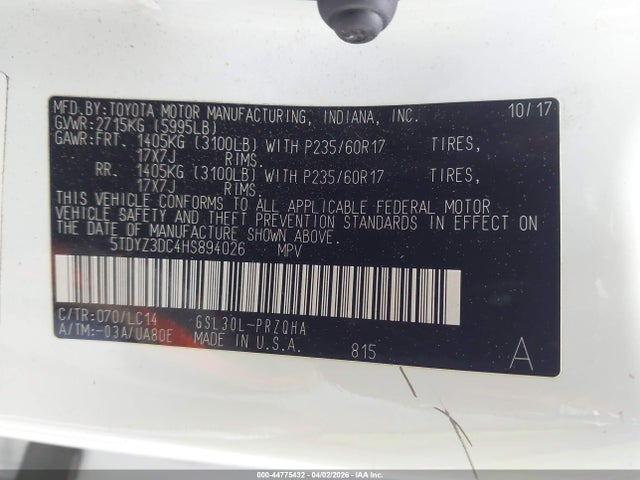 MFD.BY:TOYOTA MOTOR MANUFACTURING, INDIANA, INC. 10/17
GVWR:2715KG (5995LB)
GAWR:FRT. 1405KG (3100LB) WITH P235/60R17 TIRES,
17X7J RIMS.
RR. 1405KG (3100LB) WITH P235/60R17 TIRES,
17X7J RIMS.
THIS VEHICLE CONFORMS TO ALL APPLICABLE FEDERAL MOTOR
VEHICLE SAFETY AND THEFT PREVENTION STANDARDS IN EFFECT ON
THE DATE OF MANUFACTURE SHOWN ABOVE.
5TDYZ3DC4HS894026 MPV
C/TR:070/LC14 GSL30L-PRZQHA
A/TM:-03A/UA80E MADE IN U.S.A. 815 A
000-44775432 - 04/02/2026 - IAA Inc.